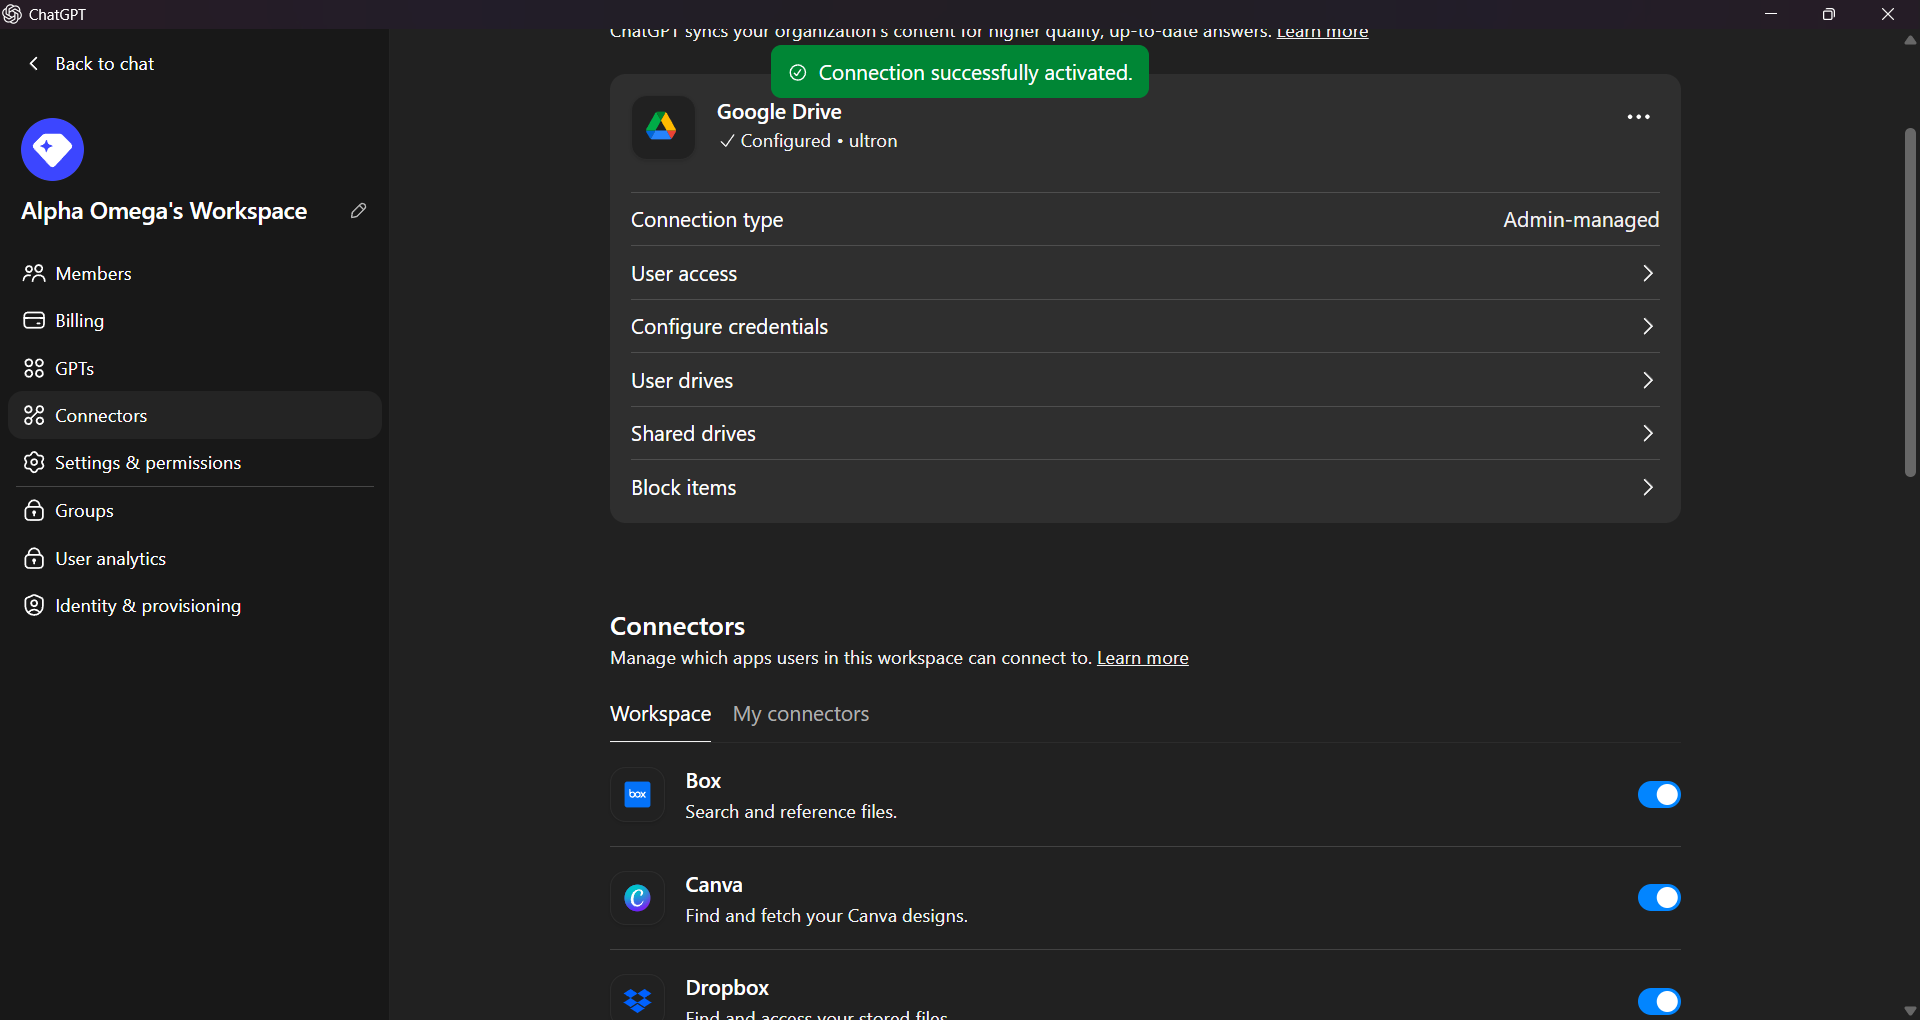 ChatGPT
Back to chat
Alpha Omega's Workspace
Members
Billing
GPTs
Connectors
Settings & permissions
Groups
User analytics
Identity & provisioning
ChatGPT syncs your organization's content for higher quality, up-to-date answers. Learn more
Connection successfully activated.
Google Drive
Configured • ultron
Connection type
Admin-managed
User access
Configure credentials
User drives
Shared drives
Block items
Connectors
Manage which apps users in this workspace can connect to. Learn more
Workspace My connectors
box
Box
Search and reference files.
Canva
Find and fetch your Canva designs.
Dropbox
Find and access your stored files.